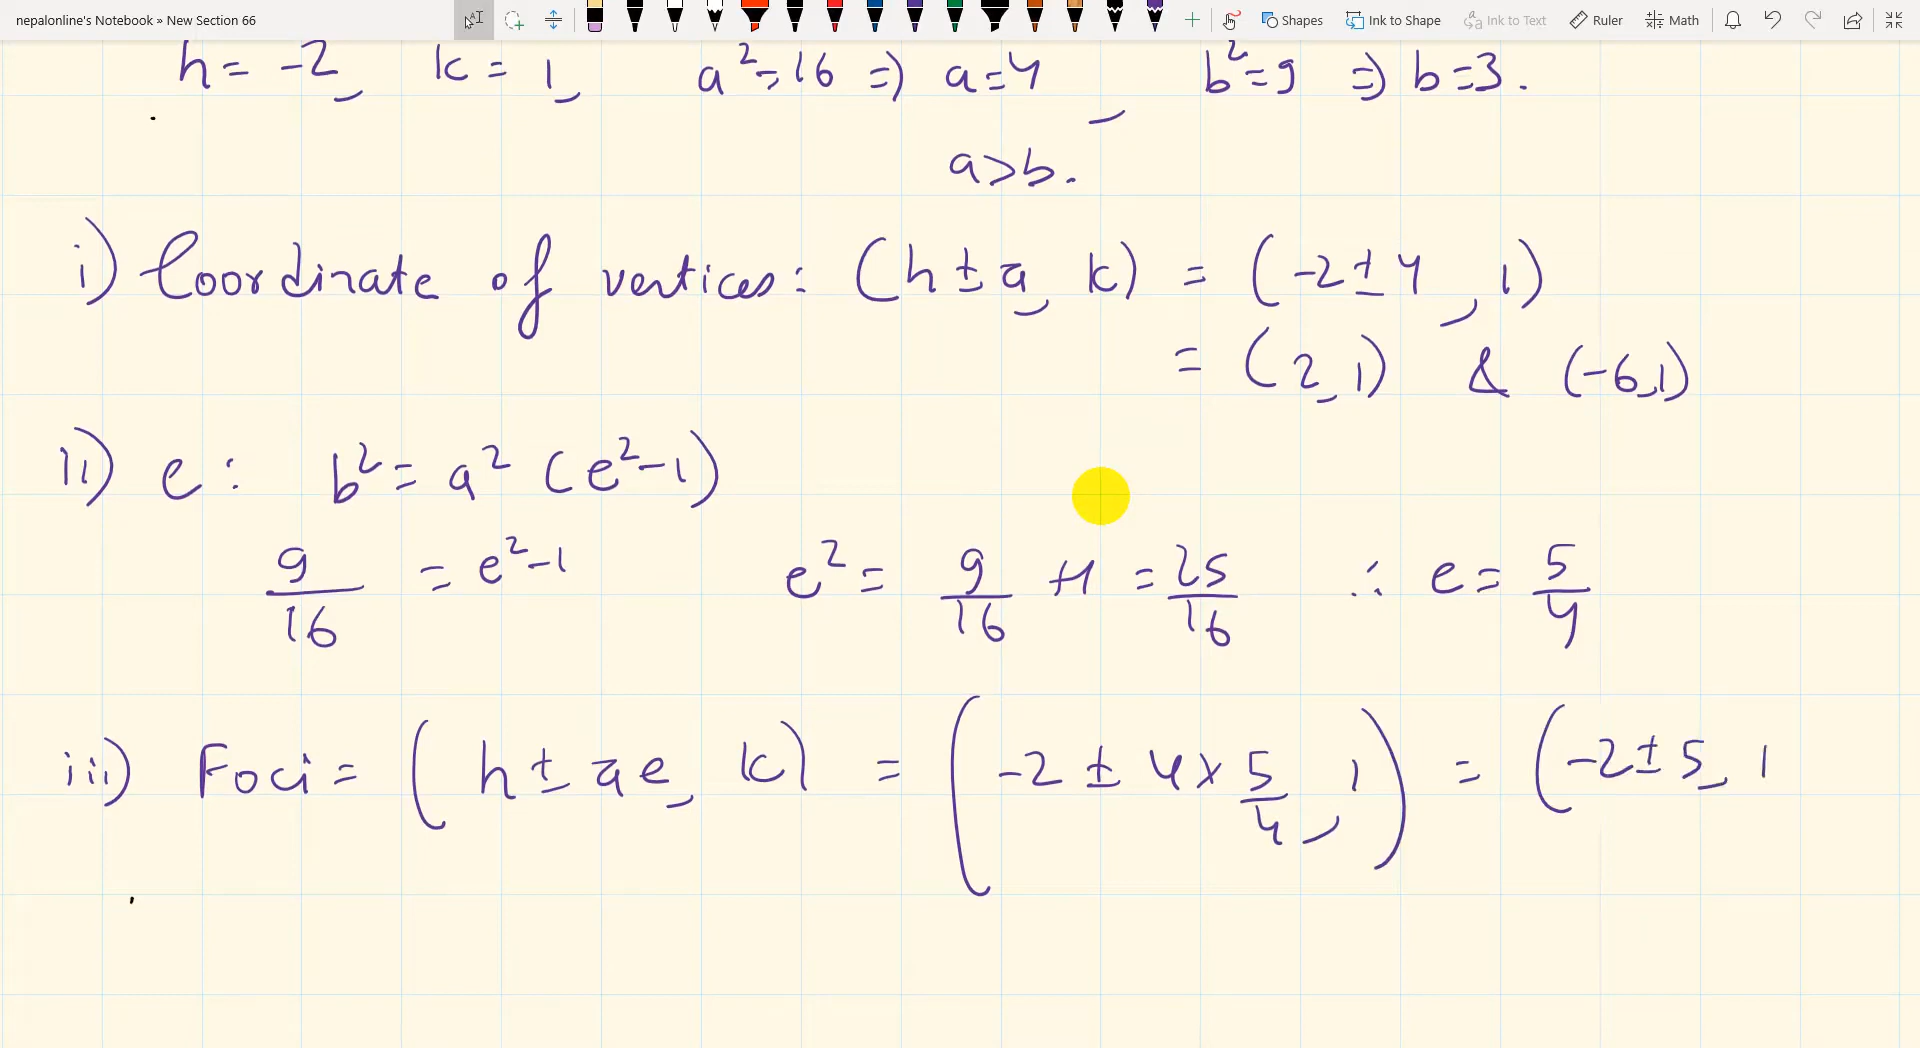 nepalonline's Notebook » New Section 66 Shapes Ink to Shape Ink to Text Ruler Math
h = -2, k = 1, a² = 16 ⇒ a = 4, b² = 9 ⇒ b = 3.
a > b.
i) Coordinate of vertices: (h ± a, k) = (-2 ± 4, 1)
= (2, 1) & (-6, 1)
ii) e : b² = a² (e² - 1)
9/16 = e² - 1 e² = 9/16 + 1 = 25/16 ∴ e = 5/4
iii) Foci = (h ± ae, k) = (-2 ± 4 × 5/4, 1) = (-2 ± 5, 1